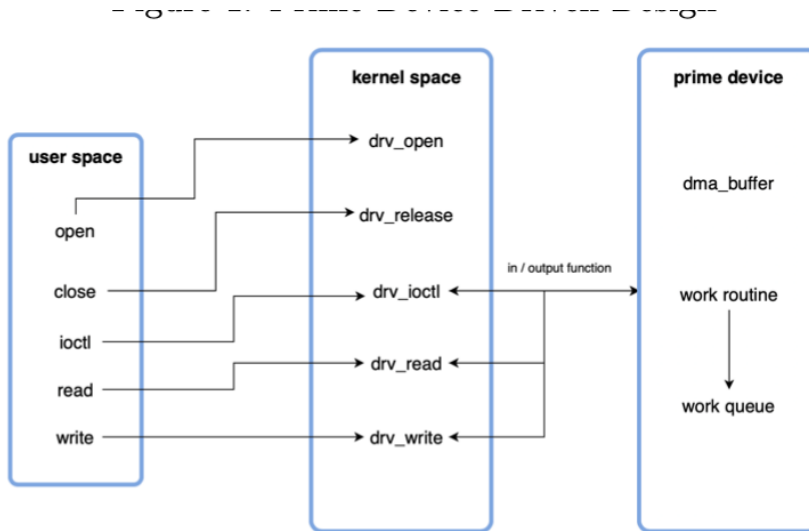 kernel space
prime device
user space
drv_open
dma_buffer
drv_release
open
in / output function
close
drv_ioctl
work routine
ioctl
drv_read
read
work queue
write
drv_write